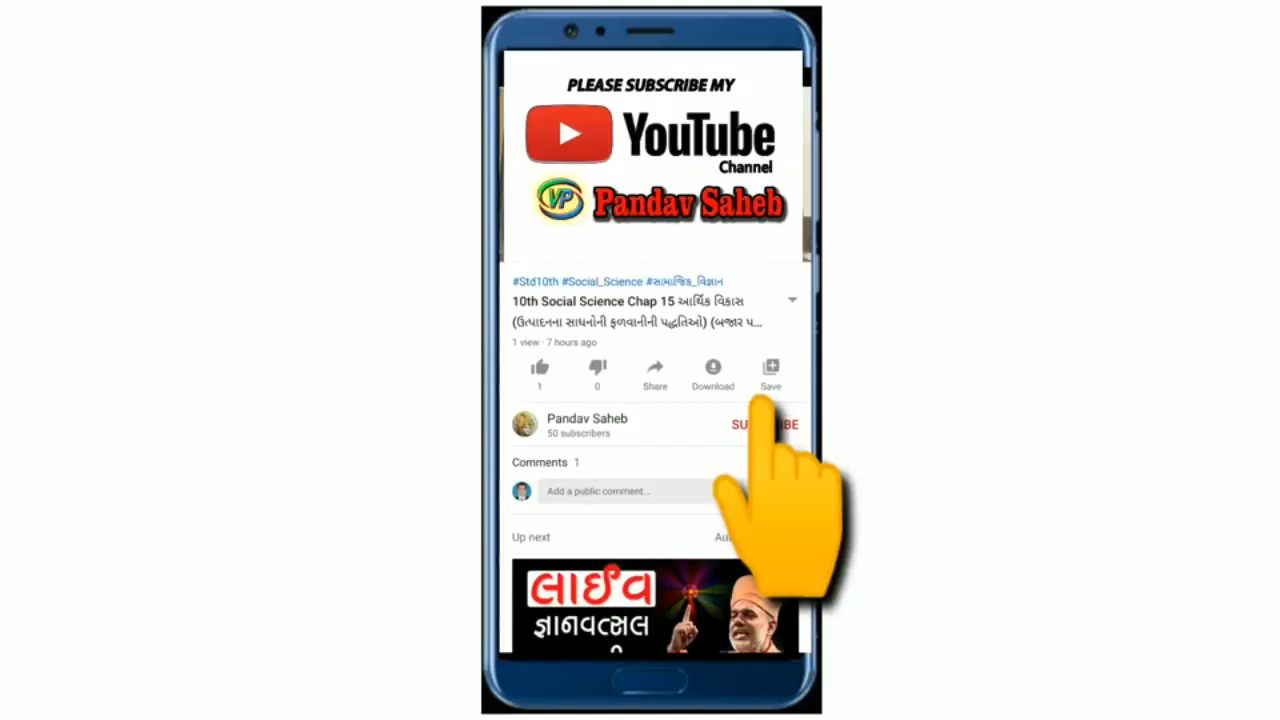 PLEASE SUBSCRIBE MY
YouTube
Channel
VP Pandav Saheb
#Std10th #Social_Science #સામાજિક_વિજ્ઞાન
10th Social Science Chap 15 આર્થિક વિકાસ
(ઉત્પાદનના સાધનોની ફળવાનીની પદ્ધતિઓ) (બજાર પ...
1 view · 7 hours ago
1 0 Share Download Save
Pandav Saheb
50 subscribers
Comments 1
Add a public comment...
Up next
લાઈવ
જ્ઞાનવત્સલ